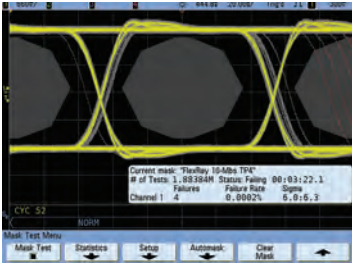 Current mask: "FlexRay 10-Mbs TP4"
# of Tests: 1.88384M Status: Failing 00:03:22.1
Failures Failure Rate Sigma
Channel 1 4 0.0002% 6.0:6.3
CYC 52
NORM
Mask Test Menu
Mask Test
Statistics
Setup
Automask
Clear Mask